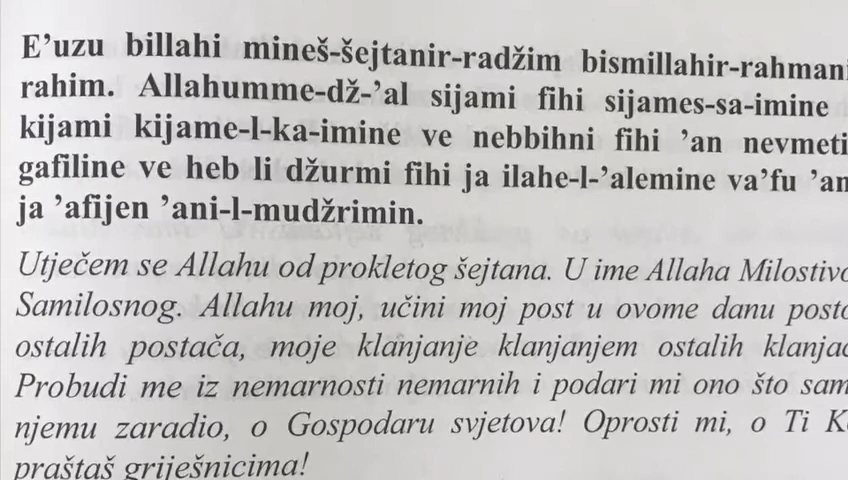 E’uzu billahi mineš-šejtanir-radžim bismillahir-rahmani
rahim. Allahumme-dž-’al sijami fihi sijames-sa-imine
kijami kijame-l-ka-imine ve nebbihni fihi ’an nevmeti
gafiline ve heb li džurmi fihi ja ilahe-l-’alemine va’fu ’an
ja ’afijen ’ani-l-mudžrimin.
Utječem se Allahu od prokletog šejtana. U ime Allaha Milostivo
Samilosnog. Allahu moj, učini moj post u ovome danu posto
ostalih postača, moje klanjanje klanjanjem ostalih klanjač
Probudi me iz nemarnosti nemarnih i podari mi ono što sam
njemu zaradio, o Gospodaru svjetova! Oprosti mi, o Ti K
praštaš griješnicima!